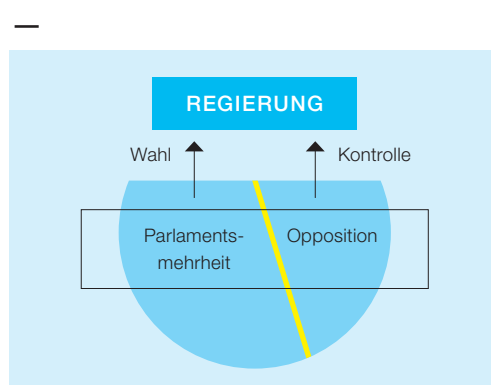 REGIERUNG
Wahl
Kontrolle
Parlaments-
mehrheit
Opposition